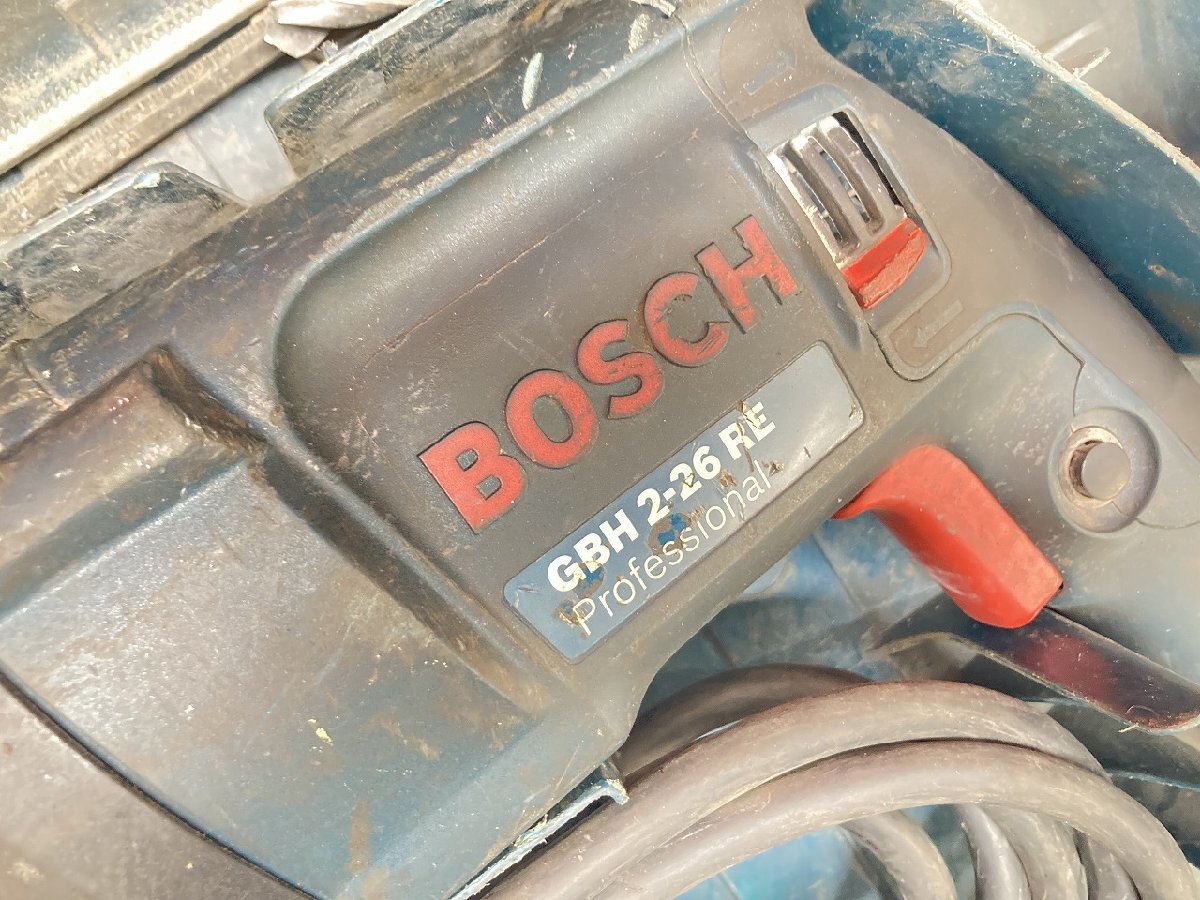 BOSCH
GBH 2-26 RE
Professional